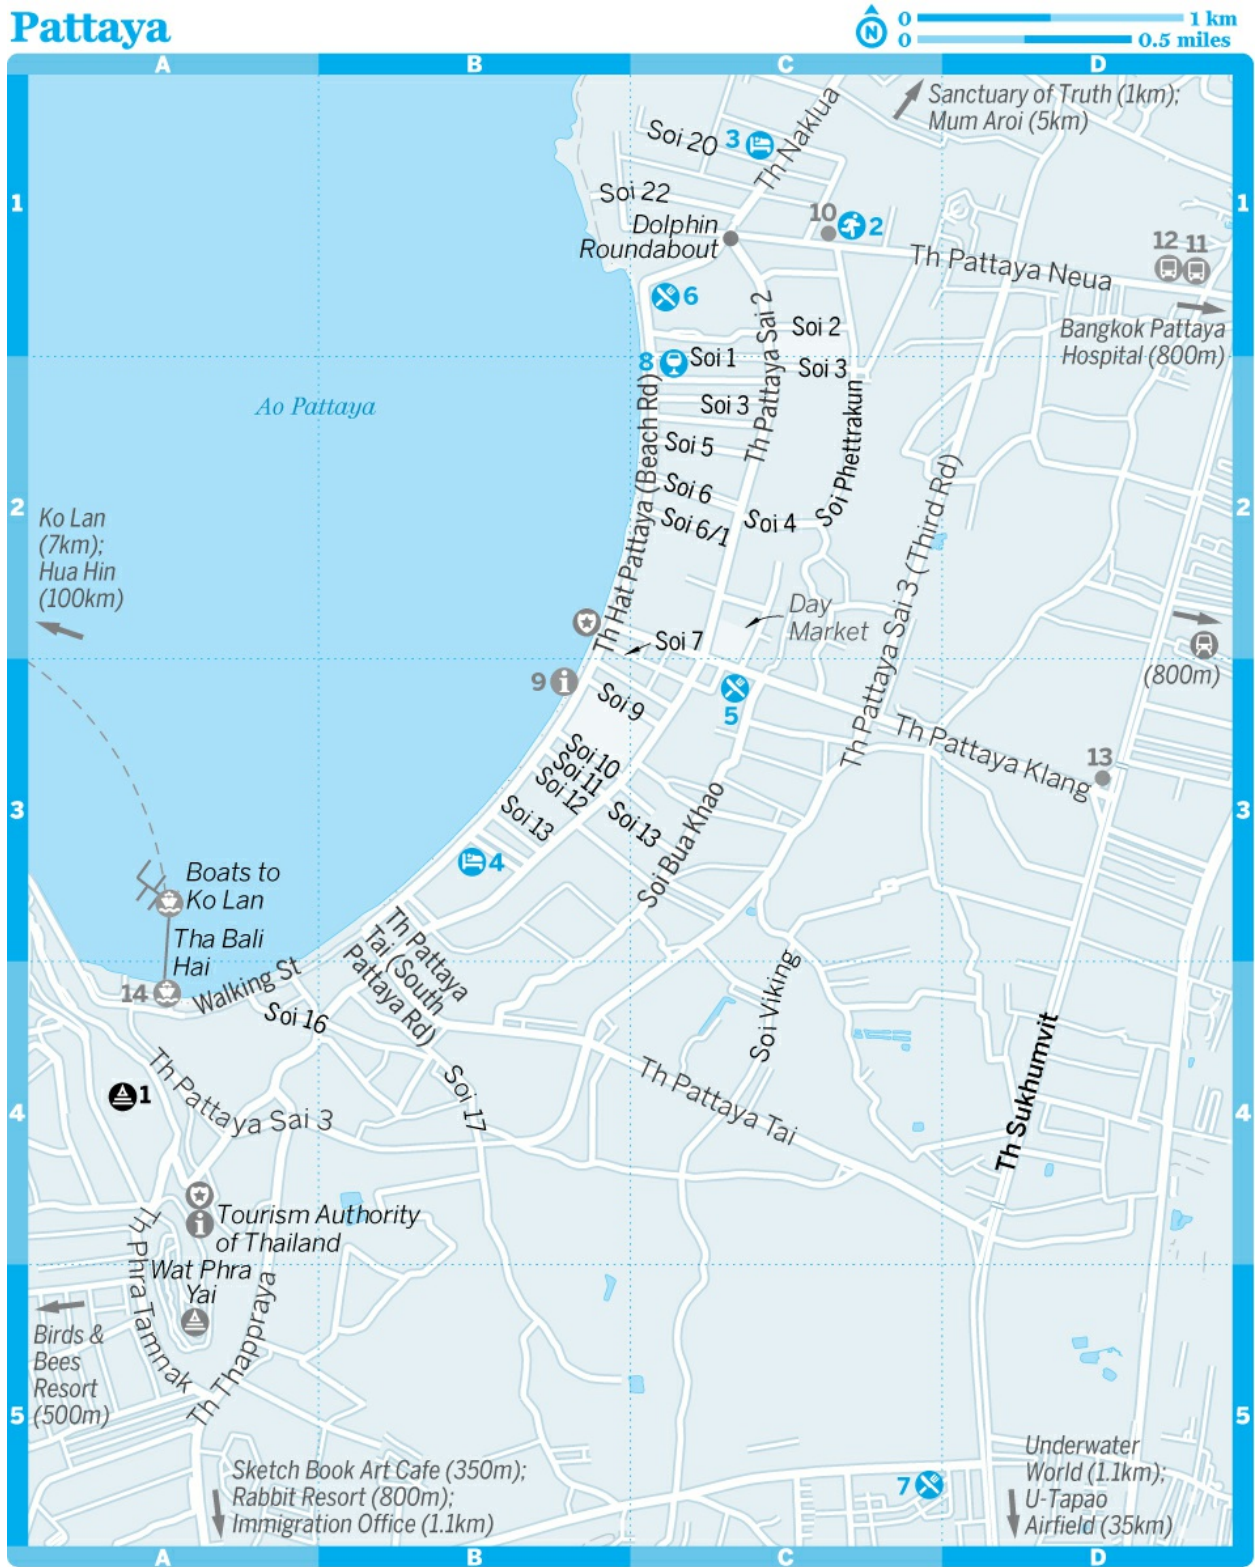 Pattaya
N
0 1 km
0 0.5 miles
A B C D
Sanctuary of Truth (1km);
Mum Aroi (5km)
Soi 20
3
Th Naklua
1
Soi 22
10
2
1
Dolphin
Roundabout
12 11
Th Pattaya Neua
6
Th Pattaya Sai 2
Soi 2
Bangkok Pattaya
Hospital (800m)
8
Soi 1
Soi 3
Ao Pattaya
Th Hat Pattaya (Beach Rd)
Soi 3
Soi Phettrakun
Soi 5
Soi 6
Soi 6/1
Soi 4
2
2
Th Pattaya Sai 3 (Third Rd)
Ko Lan
(7km);
Hua Hin
(100km)
Day
Market
Soi 7
(800m)
9
Soi 9
5
Th Pattaya Klang
13
Soi 10
Soi 11
Soi 12
Soi 13
Soi 13
Soi Bua Khao
3
3
4
Boats to
Ko Lan
Tha Bali
Hai
14
Walking St
Th Pattaya
Tai (South
Pattaya Rd)
Soi 16
Soi Viking
Th Sukhumvit
Th Pattaya Sai 3
1
Soi 17
Th Pattaya Tai
4
4
Tourism Authority
of Thailand
Wat Phra
Yai
Th Phra Tamnak
Th Thappraya
Birds &
Bees
Resort
(500m)
5
5
Sketch Book Art Cafe (350m);
Rabbit Resort (800m);
Immigration Office (1.1km)
7
Underwater
World (1.1km);
U-Tapao
Airfield (35km)
A B C D